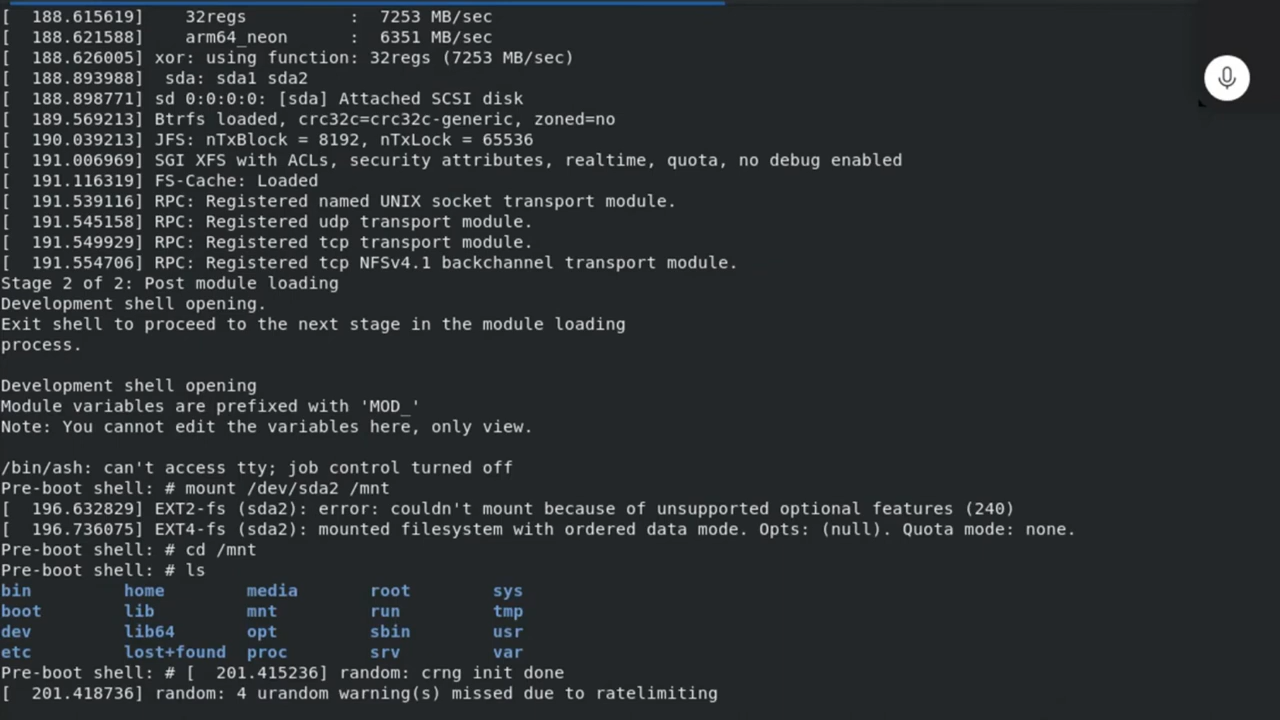 [  188.615619]    32regs          :  7253 MB/sec
[  188.621588]    arm64_neon      :  6351 MB/sec
[  188.626005] xor: using function: 32regs (7253 MB/sec)
[  188.893988]  sda: sda1 sda2
[  188.898771] sd 0:0:0:0: [sda] Attached SCSI disk
[  189.569213] Btrfs loaded, crc32c=crc32c-generic, zoned=no
[  190.039213] JFS: nTxBlock = 8192, nTxLock = 65536
[  191.006969] SGI XFS with ACLs, security attributes, realtime, quota, no debug enabled
[  191.116319] FS-Cache: Loaded
[  191.539116] RPC: Registered named UNIX socket transport module.
[  191.545158] RPC: Registered udp transport module.
[  191.549929] RPC: Registered tcp transport module.
[  191.554706] RPC: Registered tcp NFSv4.1 backchannel transport module.
Stage 2 of 2: Post module loading
Development shell opening.
Exit shell to proceed to the next stage in the module loading
process.

Development shell opening
Module variables are prefixed with 'MOD_'
Note: You cannot edit the variables here, only view.

/bin/ash: can't access tty; job control turned off
Pre-boot shell: # mount /dev/sda2 /mnt
[  196.632829] EXT2-fs (sda2): error: couldn't mount because of unsupported optional features (240)
[  196.736075] EXT4-fs (sda2): mounted filesystem with ordered data mode. Opts: (null). Quota mode: none.
Pre-boot shell: # cd /mnt
Pre-boot shell: # ls
bin         home        media       root        sys
boot        lib         mnt         run         tmp
dev         lib64       opt         sbin        usr
etc         lost+found  proc        srv         var
Pre-boot shell: # [  201.415236] random: crng init done
[  201.418736] random: 4 urandom warning(s) missed due to ratelimiting